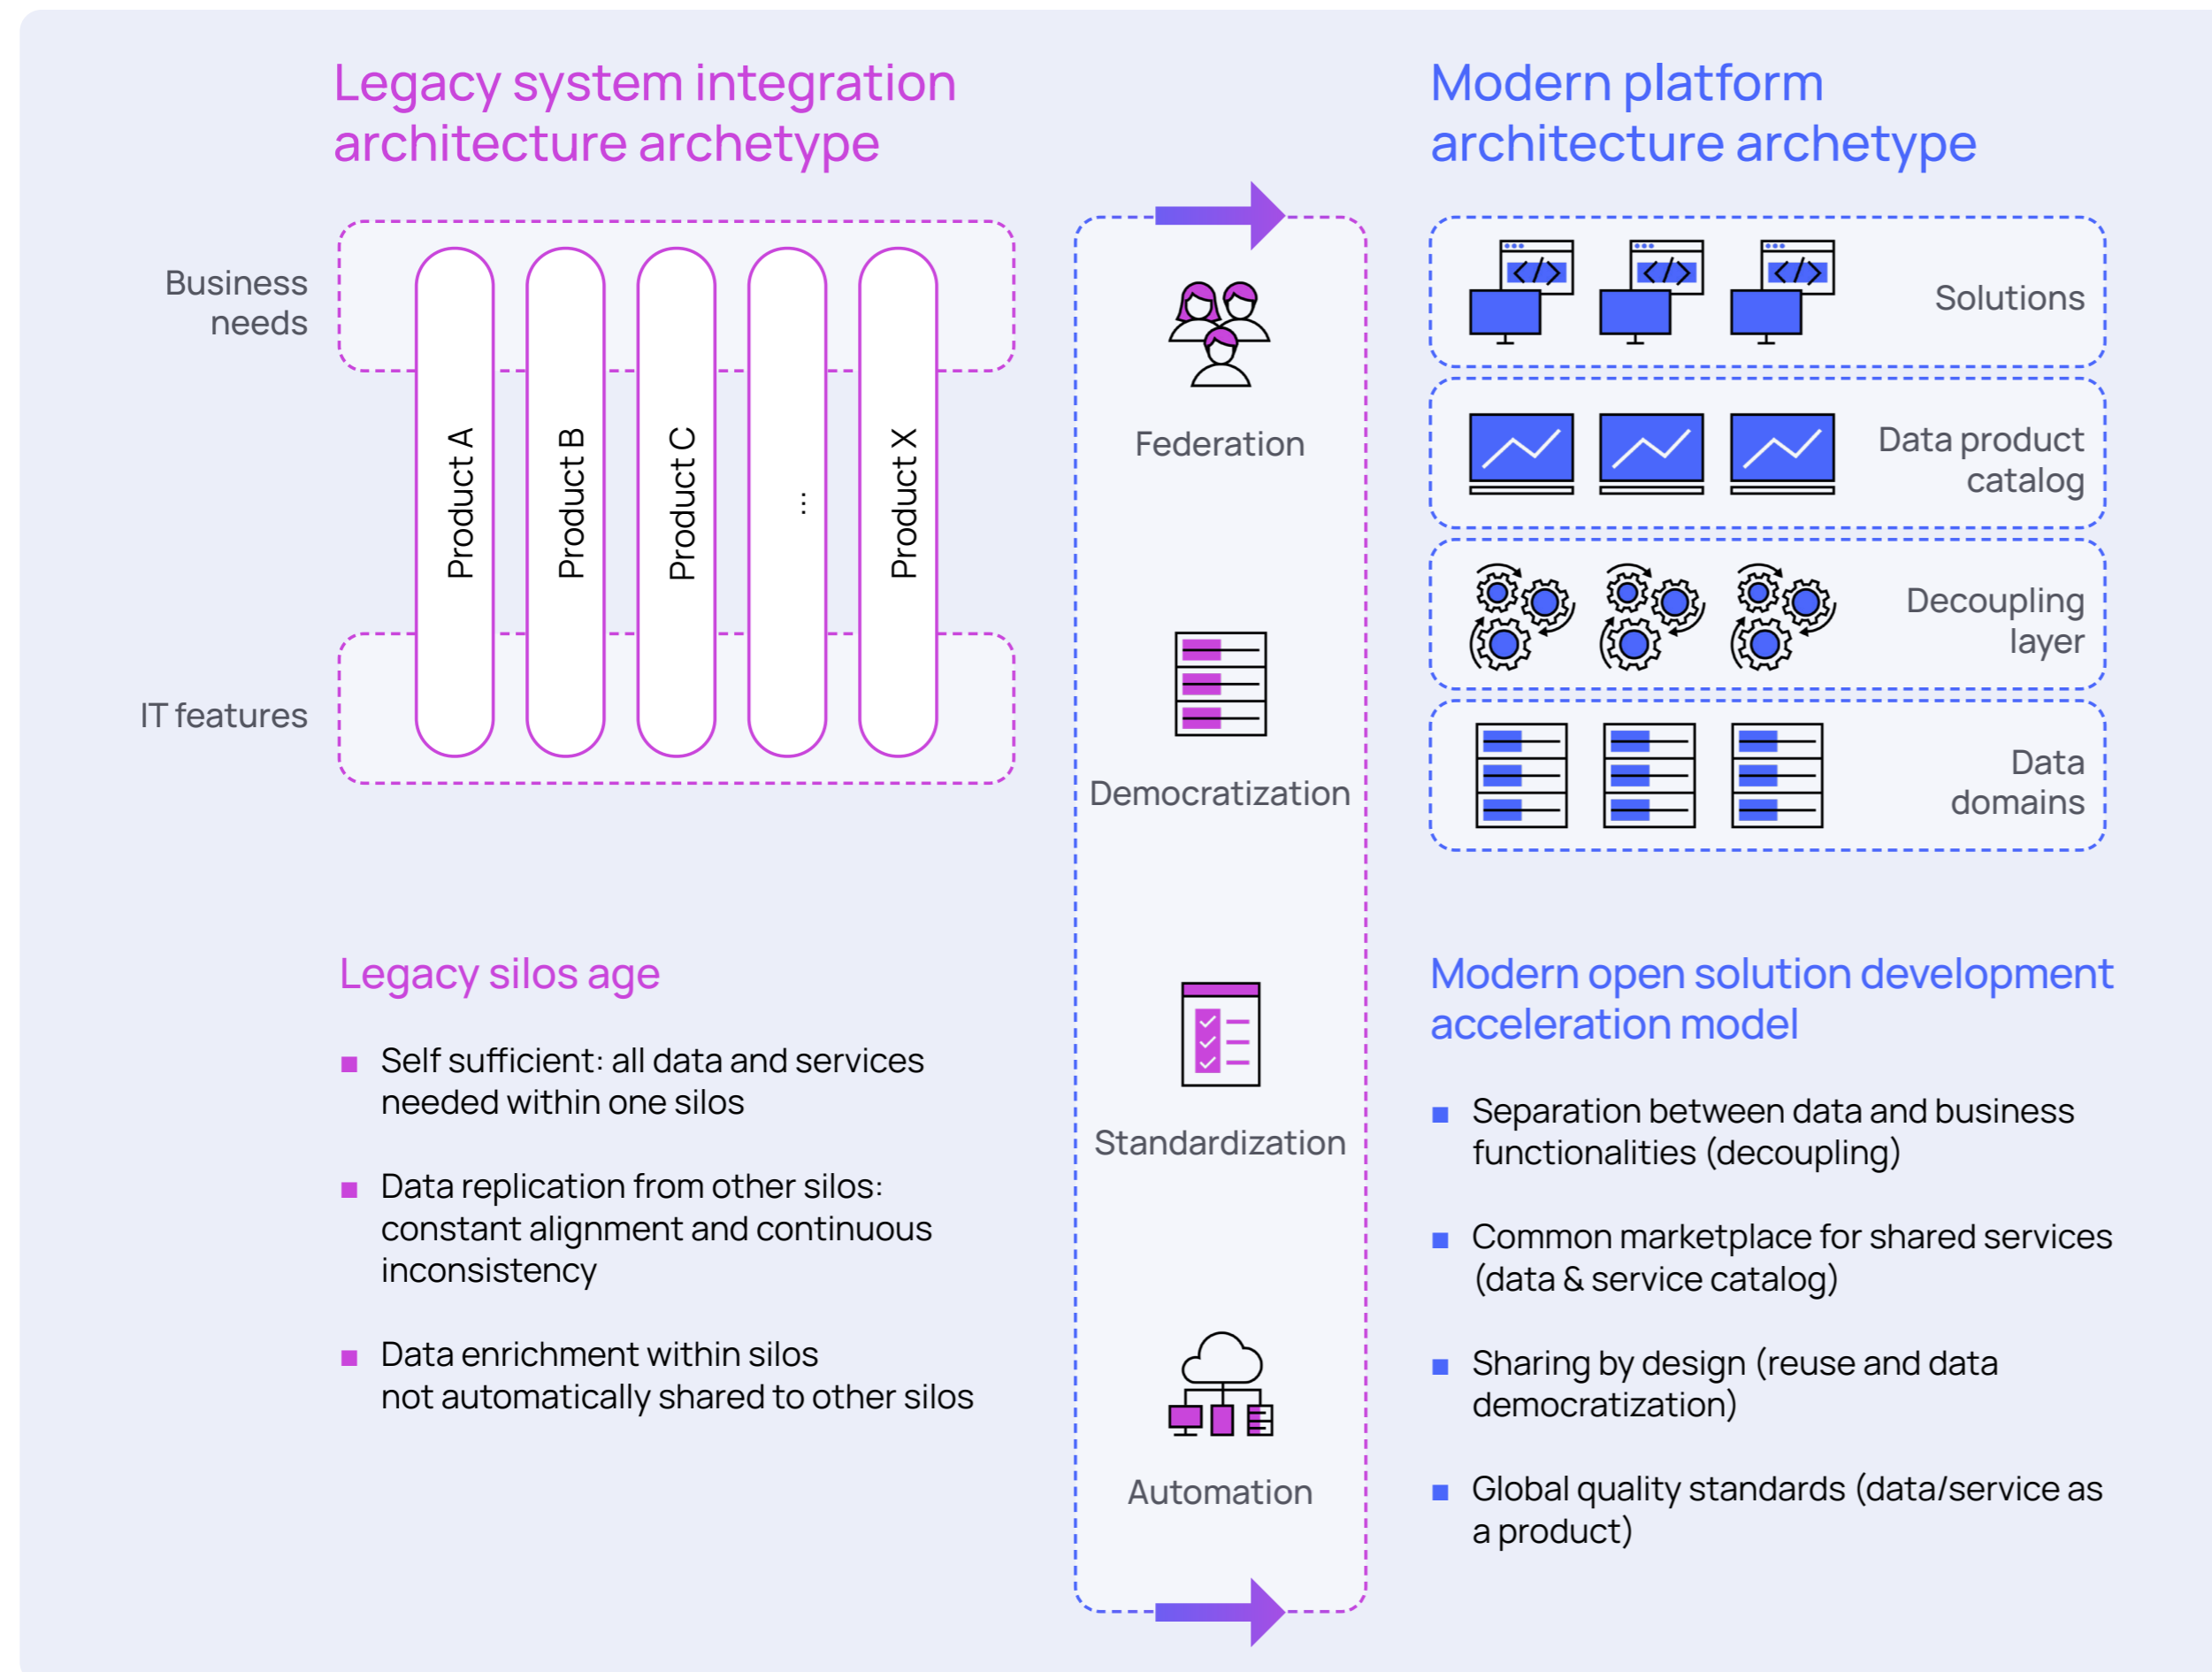 Legacy system integration
architecture archetype
Business
needs
IT features
Product A
Product B
Product C
...
Product X
Legacy silos age
■ Self sufficient: all data and services
needed within one silos
■ Data replication from other silos:
constant alignment and continuous
inconsistency
■ Data enrichment within silos
not automatically shared to other silos
Federation
Democratization
Standardization
Automation
Modern platform
architecture archetype
</> </> </>
Solutions
Data product
catalog
Decoupling
layer
Data
domains
Modern open solution development
acceleration model
■ Separation between data and business
functionalities (decoupling)
■ Common marketplace for shared services
(data & service catalog)
■ Sharing by design (reuse and data
democratization)
■ Global quality standards (data/service as
a product)